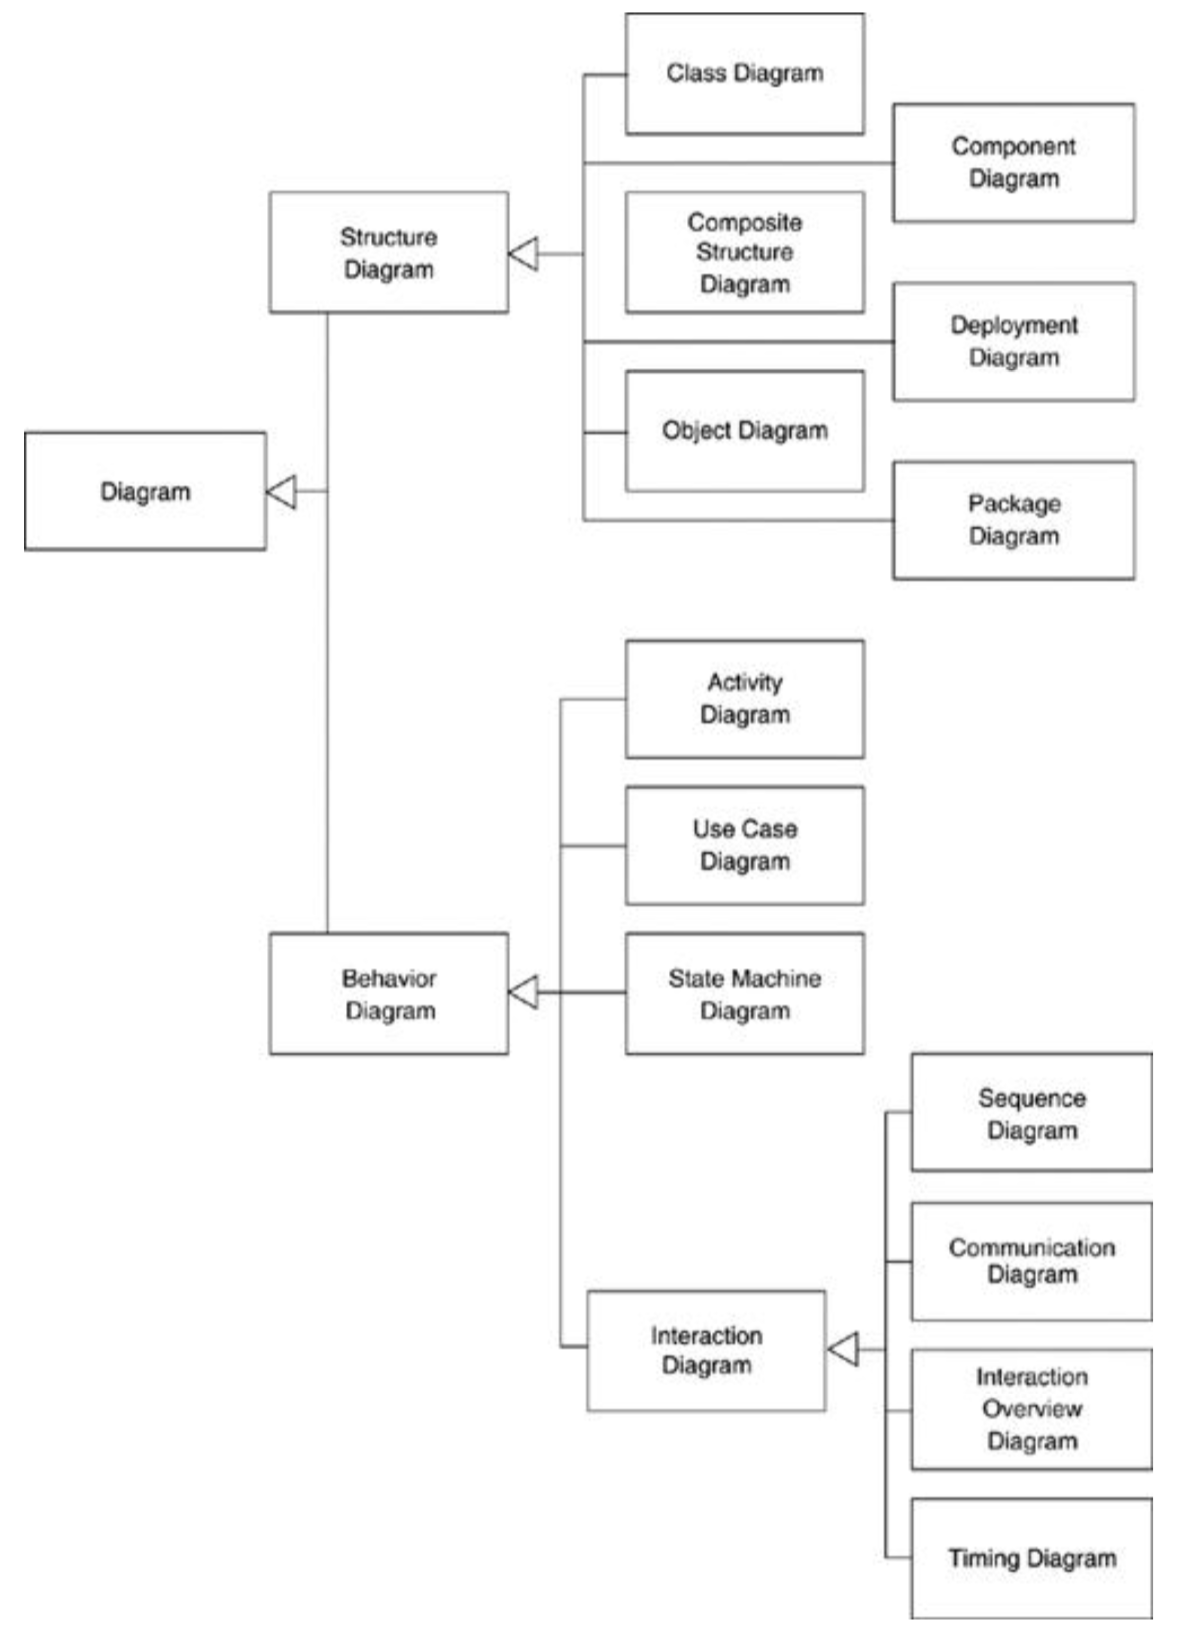 Class Diagram
Component
Diagram
Structure
Diagram
Composite
Structure
Diagram
Deployment
Diagram
Object Diagram
Diagram
Package
Diagram
Activity
Diagram
Use Case
Diagram
Behavior
Diagram
State Machine
Diagram
Sequence
Diagram
Communication
Diagram
Interaction
Diagram
Interaction
Overview
Diagram
Timing Diagram